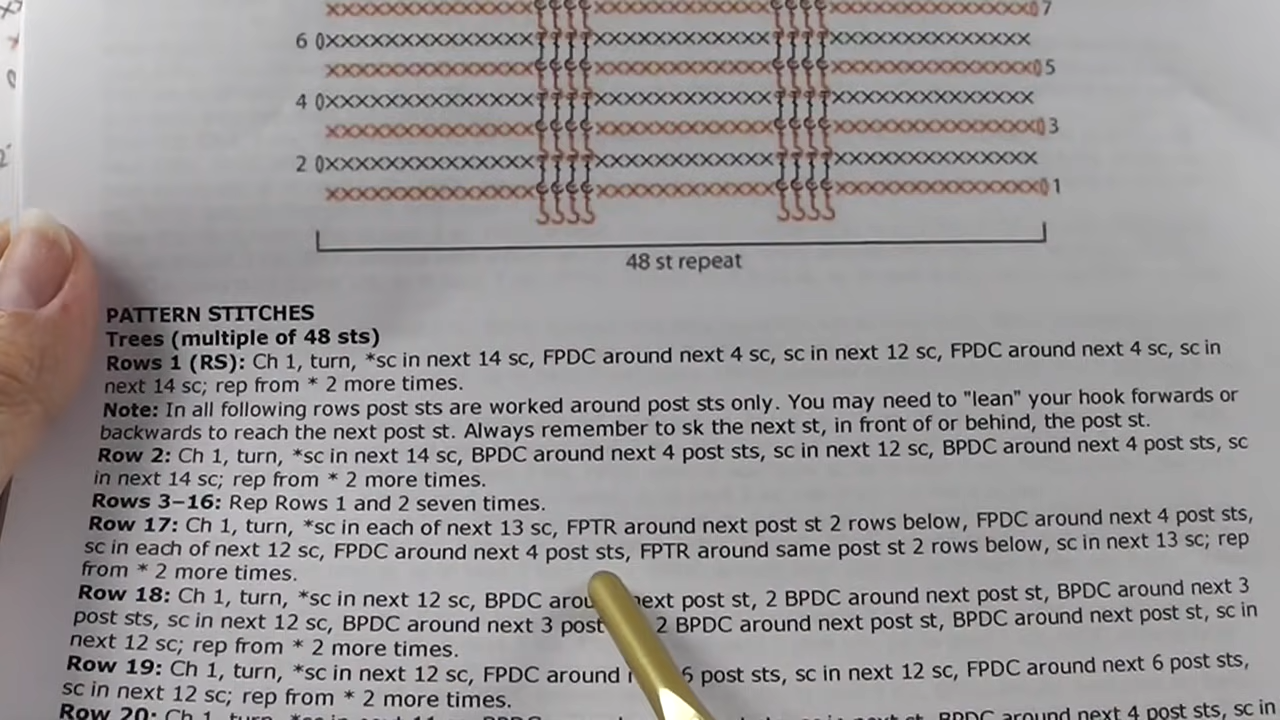 7
6
5
4
3
2
1
48 st repeat
PATTERN STITCHES
Trees (multiple of 48 sts)
Rows 1 (RS): Ch 1, turn, *sc in next 14 sc, FPDC around next 4 sc, sc in next 12 sc, FPDC around next 4 sc, sc in
next 14 sc; rep from * 2 more times.
Note: In all following rows post sts are worked around post sts only. You may need to "lean" your hook forwards or
backwards to reach the next post st. Always remember to sk the next st, in front of or behind, the post st.
Row 2: Ch 1, turn, *sc in next 14 sc, BPDC around next 4 post sts, sc in next 12 sc, BPDC around next 4 post sts, sc
in next 14 sc; rep from * 2 more times.
Rows 3–16: Rep Rows 1 and 2 seven times.
Row 17: Ch 1, turn, *sc in each of next 13 sc, FPTR around next post st 2 rows below, FPDC around next 4 post sts,
sc in each of next 12 sc, FPDC around next 4 post sts, FPTR around same post st 2 rows below, sc in next 13 sc; rep
from * 2 more times.
Row 18: Ch 1, turn, *sc in next 12 sc, BPDC next post st, 2 BPDC around next post st, BPDC around next 3
post sts, sc in next 12 sc, BPDC around next 3 post 2 BPDC around next post st, BPDC around next post st, sc in
next 12 sc; rep from * 2 more times.
Row 19: Ch 1, turn, *sc in next 12 sc, FPDC around 6 post sts, sc in next 12 sc, FPDC around next 6 post sts,
sc in next 12 sc; rep from * 2 more times.
Row 20: Ch 1, turn, BPDC around next 4 post sts, sc in